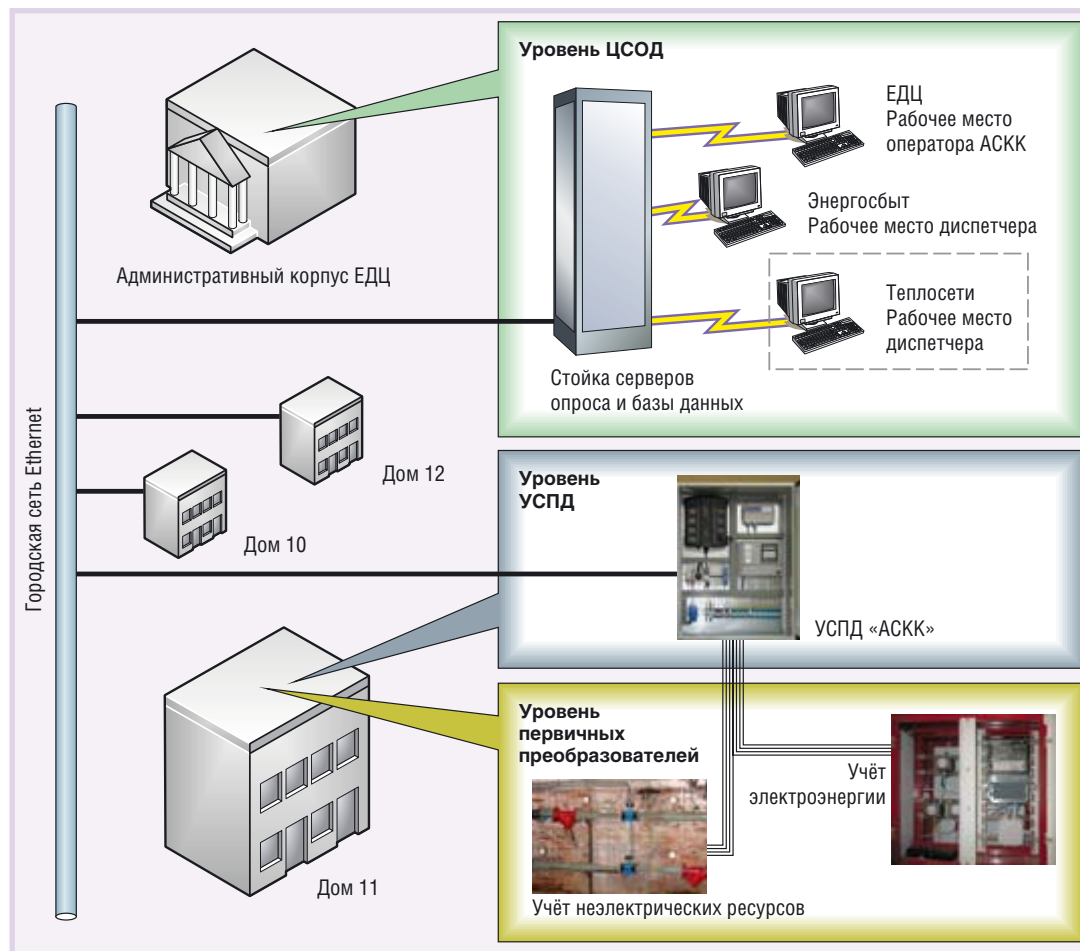 Уровень ЦСОД
ЕДЦ
Рабочее место
оператора АСКК
Энергосбыт
Рабочее место диспетчера
Теплосети
Рабочее место
диспетчера
Стойка серверов
опроса и базы данных
Административный корпус ЕДЦ
Городская сеть Ethernet
Дом 12
Дом 10
Уровень
УСПД
УСПД «АСКК»
Уровень
первичных
преобразователей
Учёт
электроэнергии
Учёт неэлектрических ресурсов
Дом 11